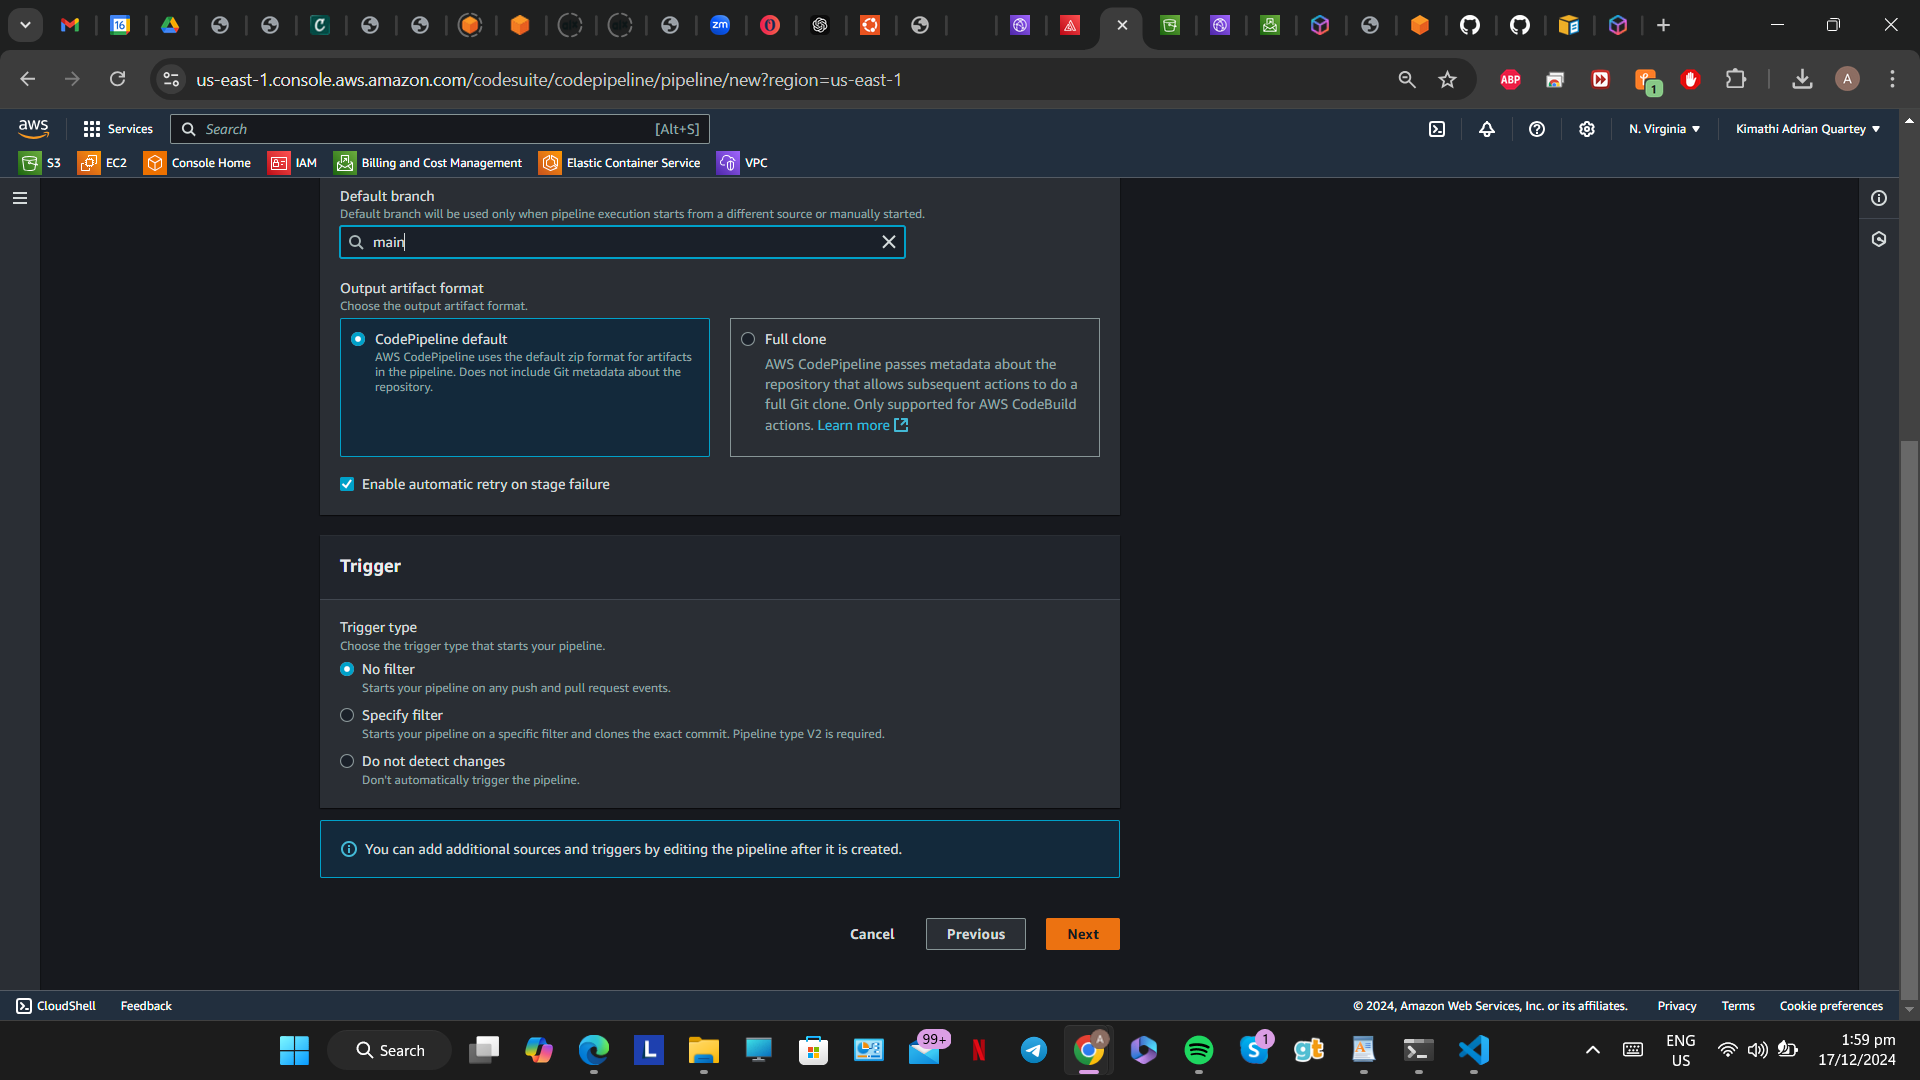 16
zm
us-east-1.console.aws.amazon.com/codesuite/codepipeline/pipeline/new?region=us-east-1
ABP
1
A
aws
Services
Search
[Alt+S]
N. Virginia
Kimathi Adrian Quartey
S3
EC2
Console Home
IAM
Billing and Cost Management
Elastic Container Service
VPC
Default branch
Default branch will be used only when pipeline execution starts from a different source or manually started.
main
Output artifact format
Choose the output artifact format.
CodePipeline default
AWS CodePipeline uses the default zip format for artifacts
in the pipeline. Does not include Git metadata about the
repository.
Full clone
AWS CodePipeline passes metadata about the
repository that allows subsequent actions to do a
full Git clone. Only supported for AWS CodeBuild
actions. Learn more
Enable automatic retry on stage failure
Trigger
Trigger type
Choose the trigger type that starts your pipeline.
No filter
Starts your pipeline on any push and pull request events.
Specify filter
Starts your pipeline on a specific filter and clones the exact commit. Pipeline type V2 is required.
Do not detect changes
Don't automatically trigger the pipeline.
You can add additional sources and triggers by editing the pipeline after it is created.
Cancel
Previous
Next
CloudShell
Feedback
© 2024, Amazon Web Services, Inc. or its affiliates.
Privacy
Terms
Cookie preferences
Search
L
99+
N
A
S
1
gt
ENG
US
1:59 pm
17/12/2024